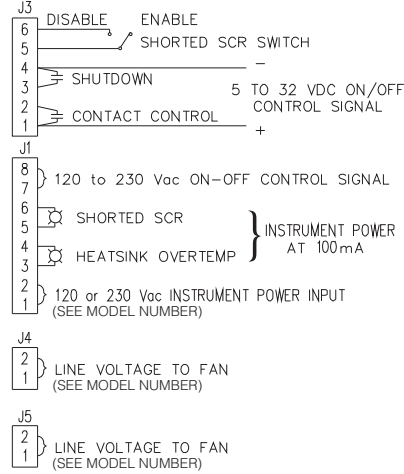 J3
DISABLE ENABLE
6
5
SHORTED SCR SWITCH
4
−
3
SHUTDOWN
5 TO 32 VDC ON/OFF
CONTROL SIGNAL
2
CONTACT CONTROL
1
+
J1
8
7
120 to 230 Vac ON−OFF CONTROL SIGNAL
6
5
SHORTED SCR
4
3
HEATSINK OVERTEMP
INSTRUMENT POWER
AT 100mA
2
1
120 or 230 Vac INSTRUMENT POWER INPUT
(SEE MODEL NUMBER)
J4
2
1
LINE VOLTAGE TO FAN
(SEE MODEL NUMBER)
J5
2
1
LINE VOLTAGE TO FAN
(SEE MODEL NUMBER)